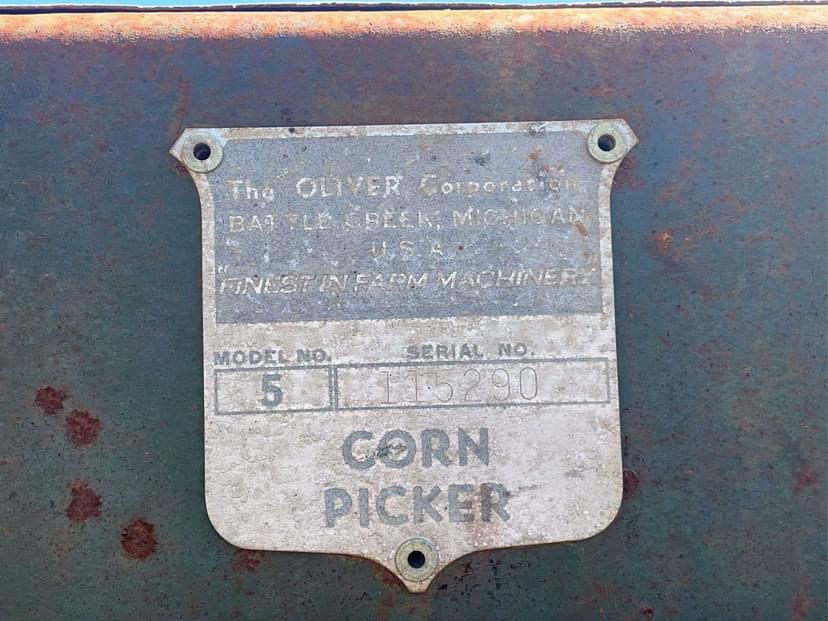 The OLIVER Corporation
BATTLE CREEK, MICHIGAN
U.S.A.
"FINEST IN FARM MACHINERY"
MODEL NO. SERIAL NO.
5 115290
CORN
PICKER